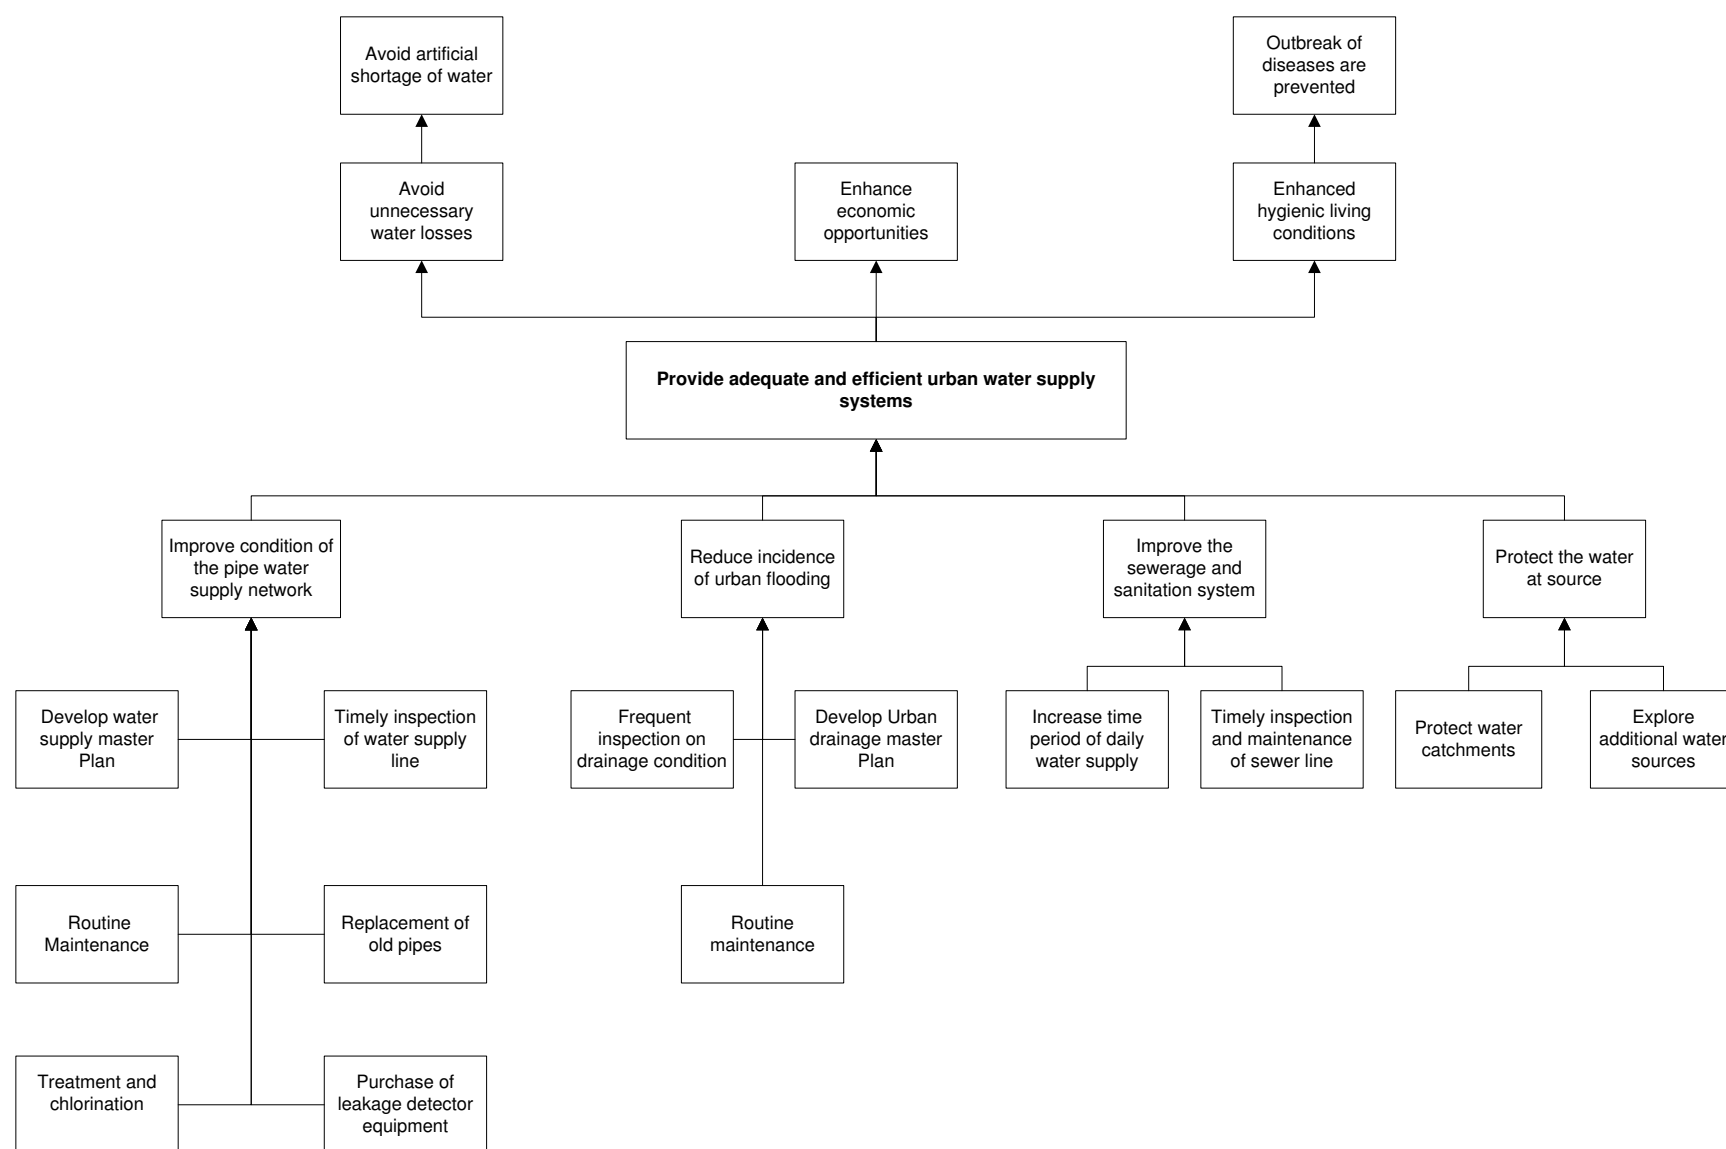 Avoid artificial
shortage of water
Outbreak of
diseases are
prevented
Avoid
unnecessary
water losses
Enhance
economic
opportunities
Enhanced
hygienic living
conditions
Provide adequate and efficient urban water supply
systems
Improve condition of
the pipe water
supply network
Reduce incidence
of urban flooding
Improve the
sewerage and
sanitation system
Protect the water
at source
Develop water
supply master
Plan
Timely inspection
of water supply
line
Frequent
inspection on
drainage condition
Develop Urban
drainage master
Plan
Increase time
period of daily
water supply
Timely inspection
and maintenance
of sewer line
Protect water
catchments
Explore
additional water
sources
Routine
Maintenance
Replacement of
old pipes
Routine
maintenance
Treatment and
chlorination
Purchase of
leakage detector
equipment